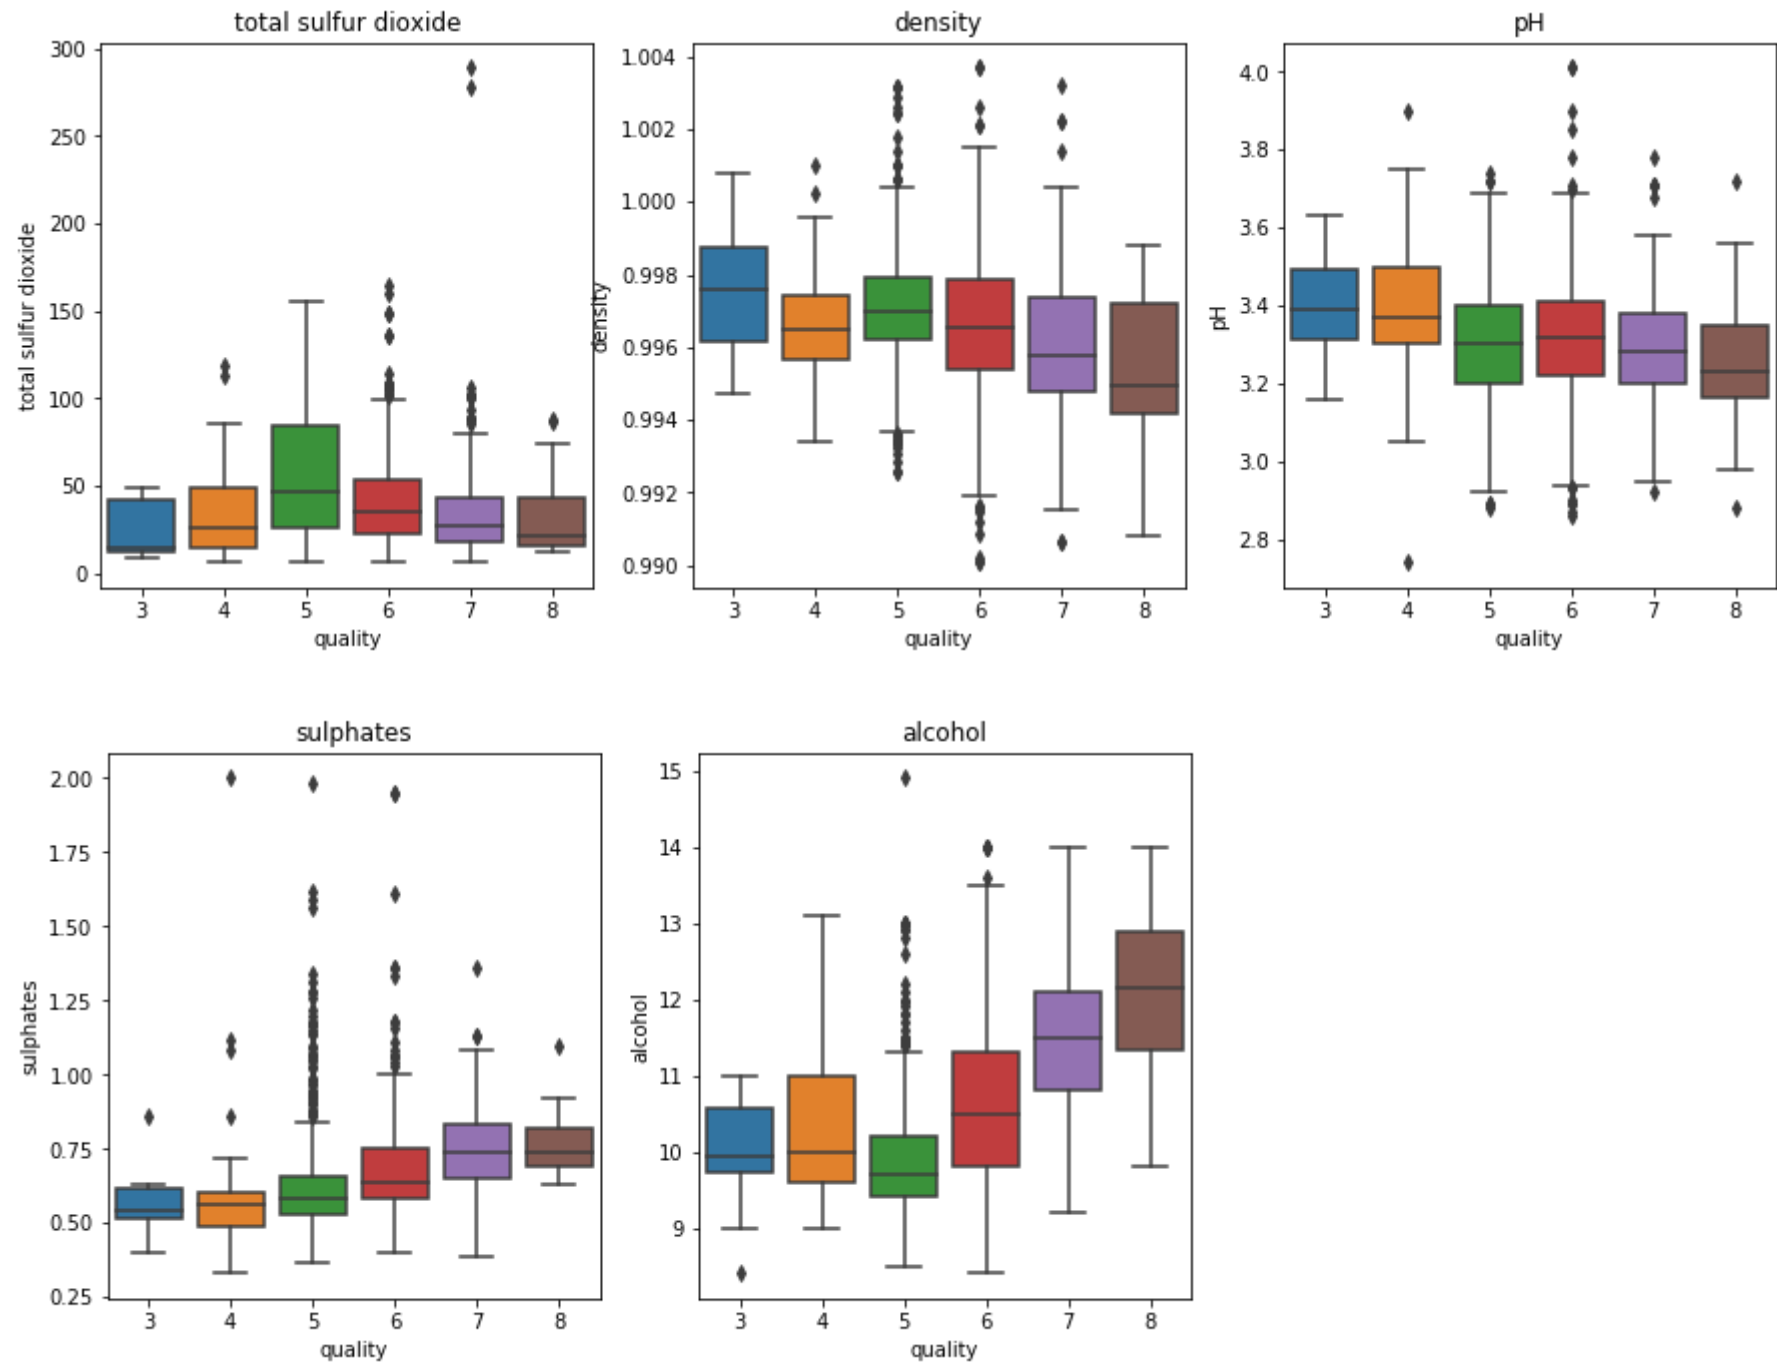 total sulfur dioxide
300
250
200
150
100
50
0
total sulfur dioxide
3 4 5 6 7 8
quality
density
1.004
1.002
1.000
0.998
0.996
0.994
0.992
0.990
density
3 4 5 6 7 8
quality
pH
4.0
3.8
3.6
3.4
3.2
3.0
2.8
pH
3 4 5 6 7 8
quality
sulphates
2.00
1.75
1.50
1.25
1.00
0.75
0.50
0.25
sulphates
3 4 5 6 7 8
quality
alcohol
15
14
13
12
11
10
9
alcohol
3 4 5 6 7 8
quality